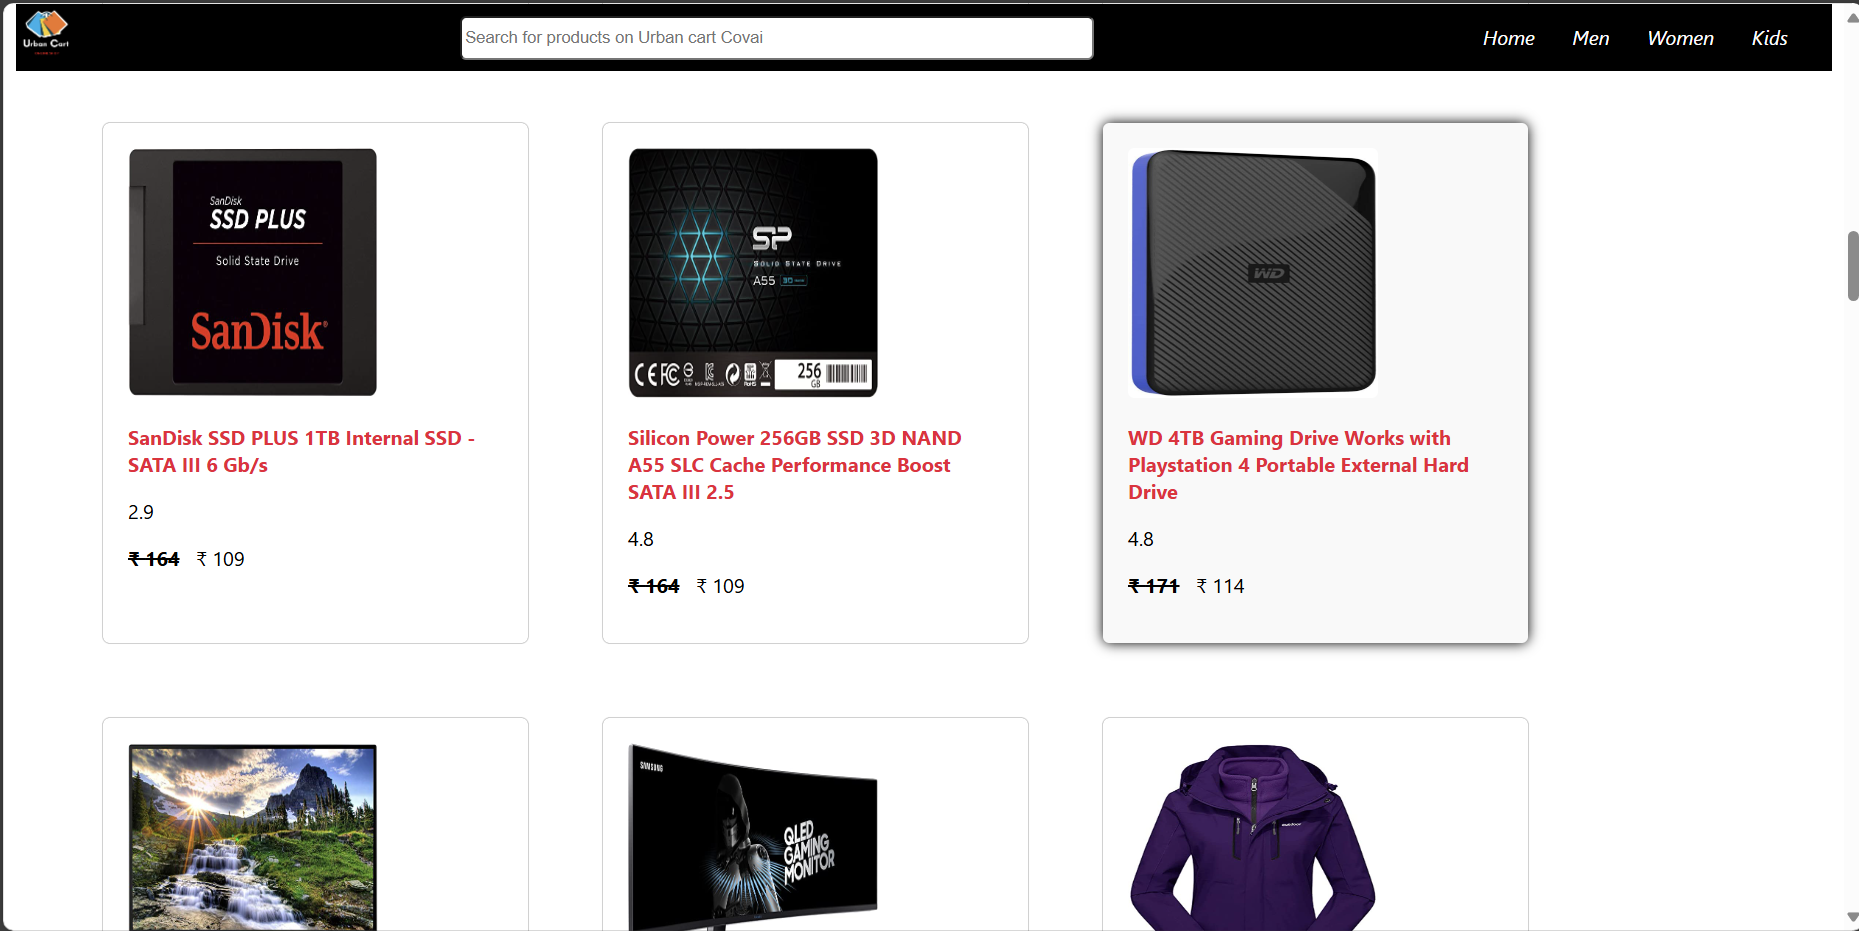 Urban Cart
Search for products on Urban cart Covai
Home
Men
Women
Kids
SanDisk
SSD PLUS
Solid State Drive
SanDisk®
SP
SOLID STATE DRIVE
A55
256
GB
WD
SanDisk SSD PLUS 1TB Internal SSD -
SATA III 6 Gb/s
2.9
₹ 164 ₹ 109
Silicon Power 256GB SSD 3D NAND
A55 SLC Cache Performance Boost
SATA III 2.5
4.8
₹ 164 ₹ 109
WD 4TB Gaming Drive Works with
Playstation 4 Portable External Hard
Drive
4.8
₹ 171 ₹ 114
SAMSUNG
QLED
GAMING
MONITOR
outdoor